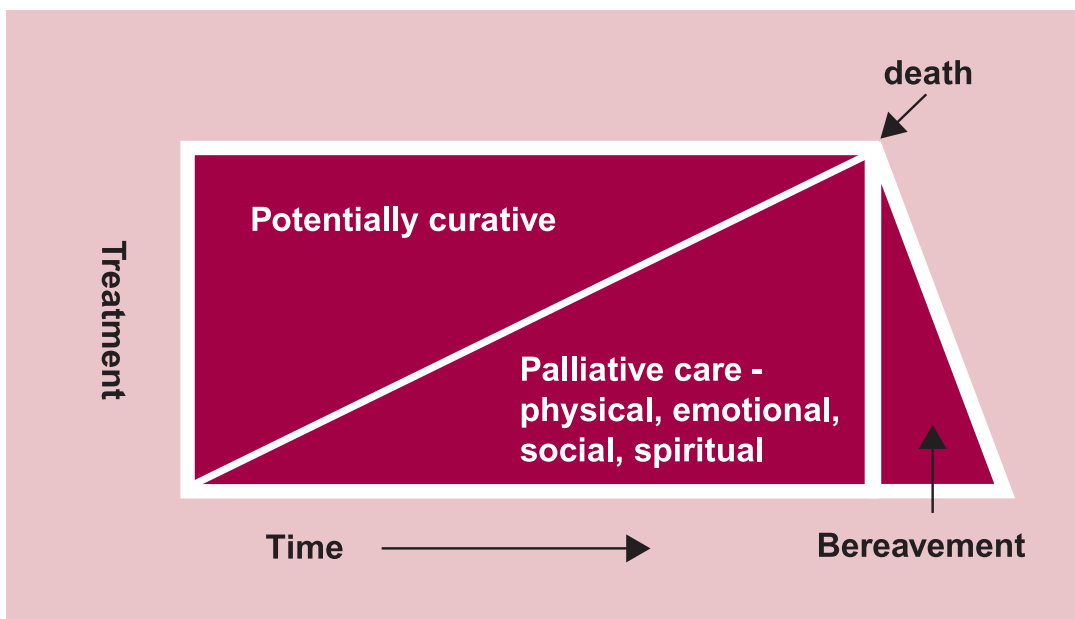 death
Potentially curative
Treatment
Palliative care -
physical, emotional,
social, spiritual
Time
Bereavement